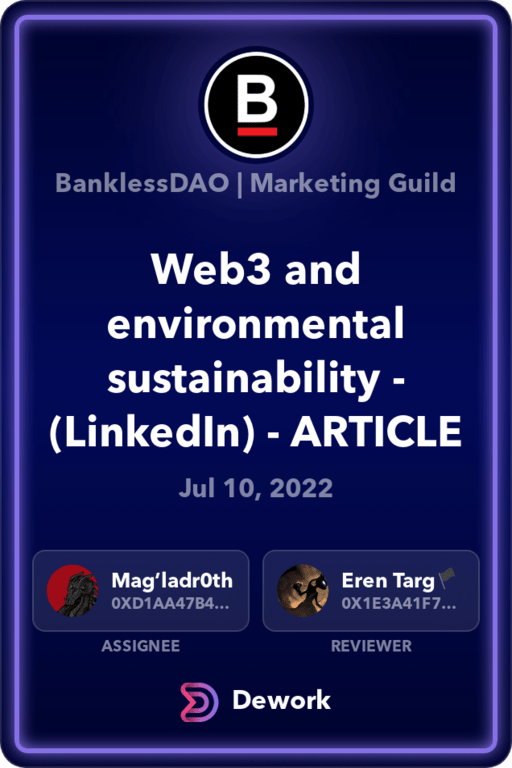 B
BanklessDAO | Marketing Guild
Web3 and
environmental
sustainability -
(LinkedIn) - ARTICLE
Jul 10, 2022
Mag’ladr0th
0XD1AA47B4...
Eren Targ🏴
0X1E3A41F7...
ASSIGNEE
REVIEWER
Dework